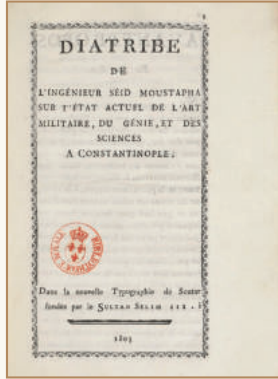 DIATRIBE
DE
L'INGÉNIEUR SÉID MOUSTAPHA
SUR L'ÉTAT ACTUEL DE L'ART
MILITAIRE, DU GÉNIE, ET DES
SCIENCES
A CONSTANTINOPLE.
Dans la nouvelle Typographie de Scutari
fondée par le SULTAN SELIM III.
1803